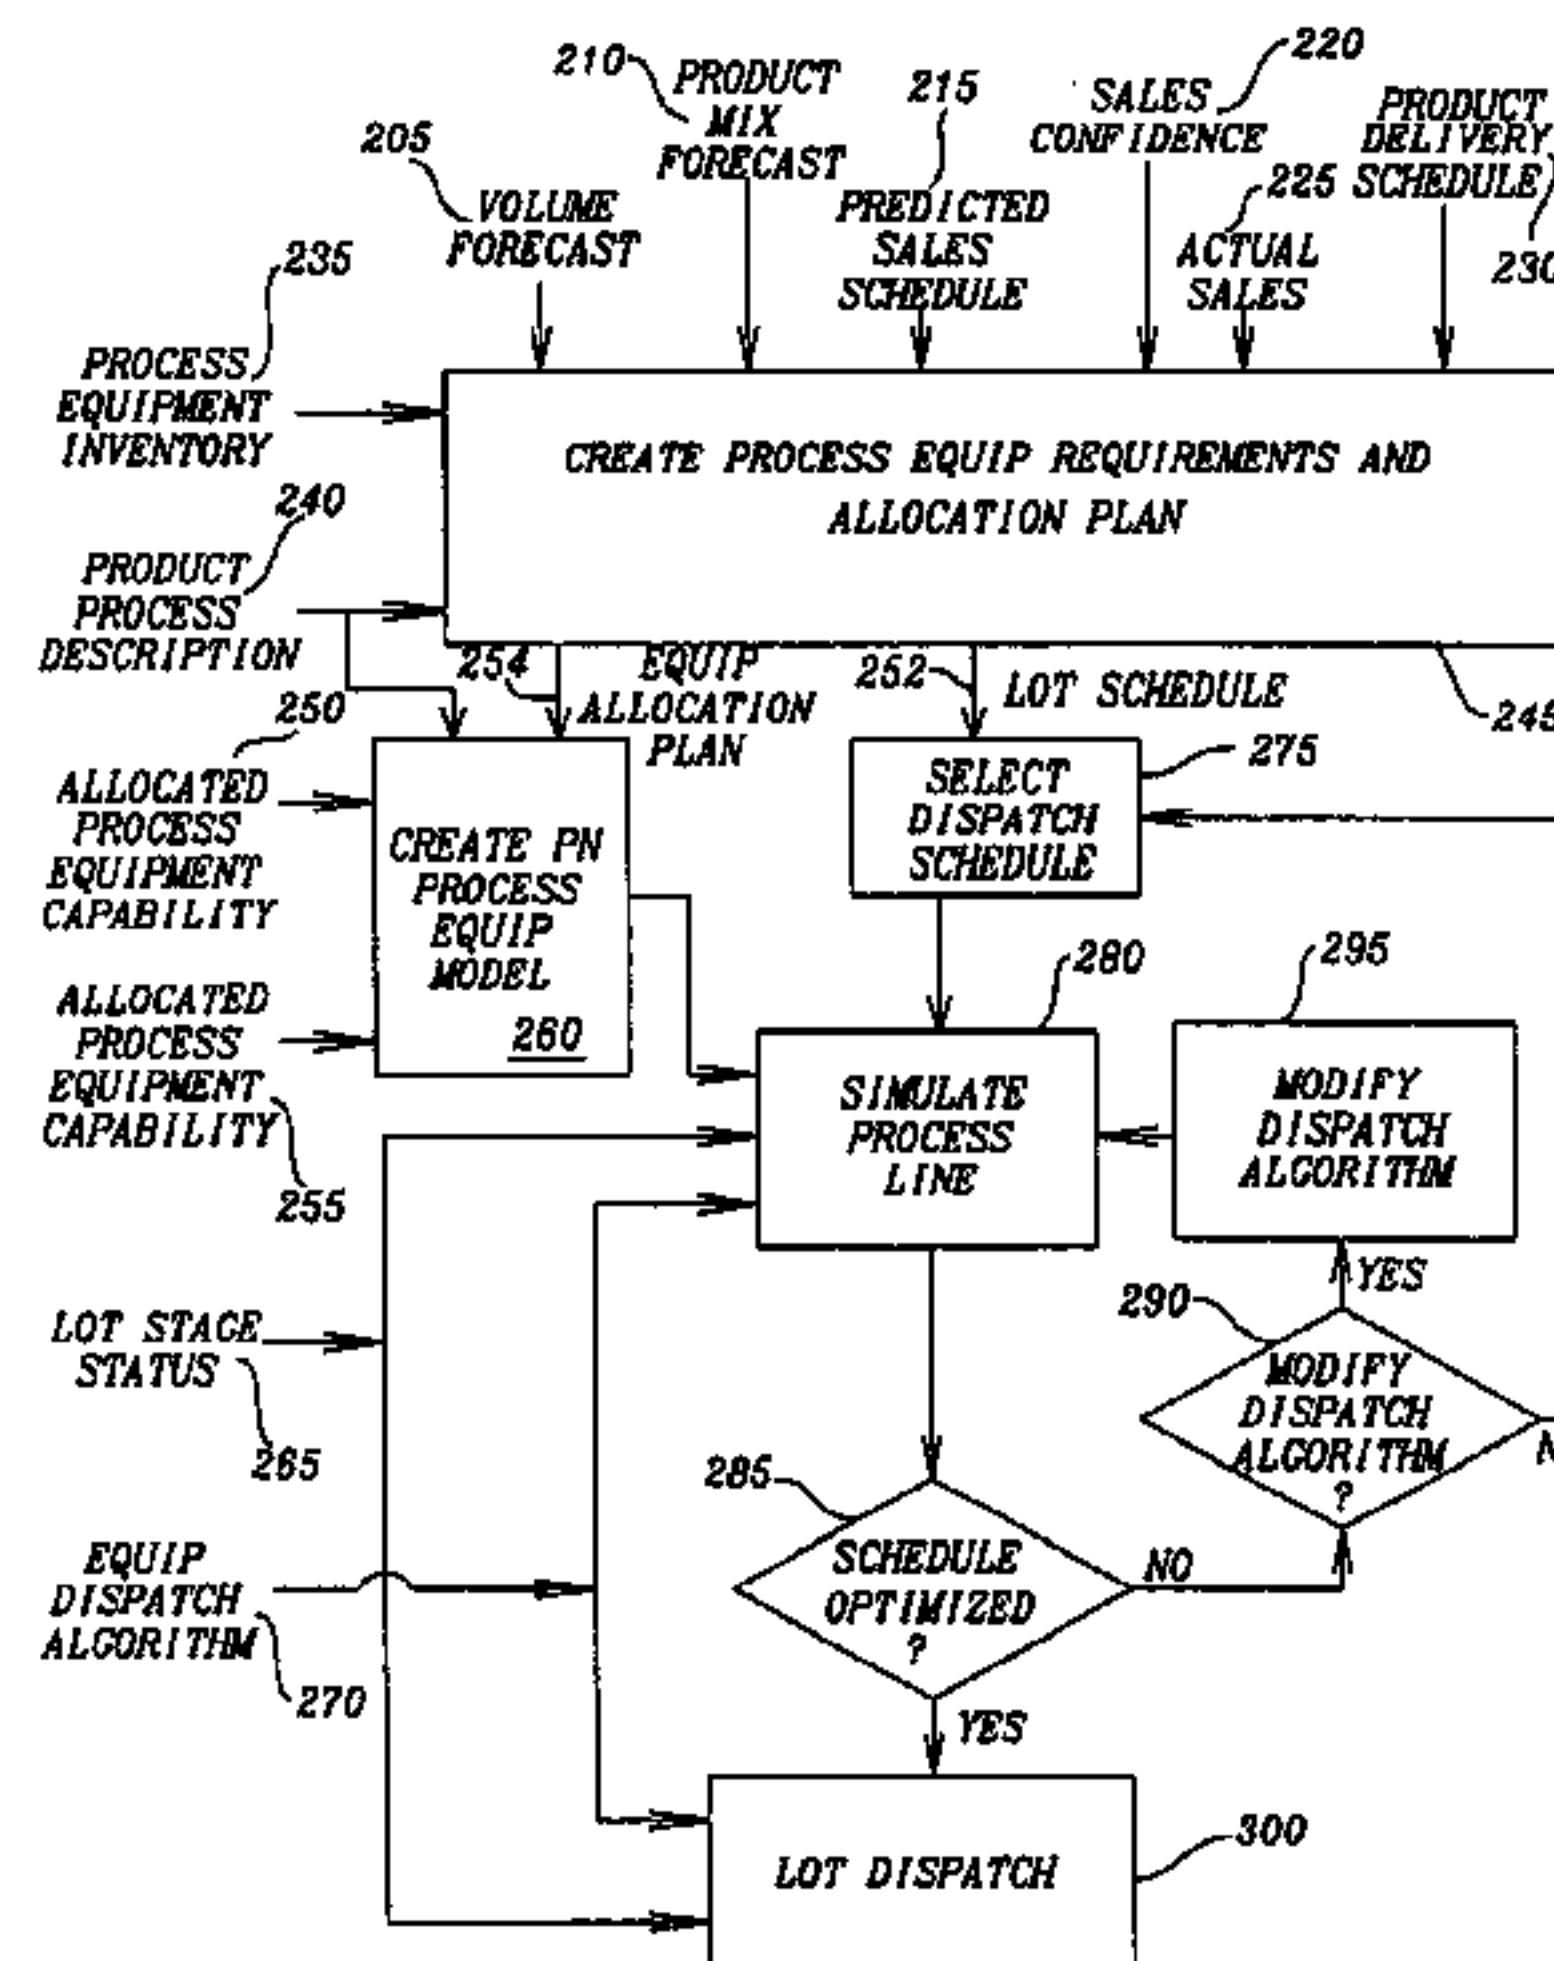 210
PRODUCT
MIX
FORECAST
215
220
SALES
CONFIDENCE
PRODUCT
DELIVERY
SCHEDULE
205
VOLUME
FORECAST
PREDICTED
SALES
SCHEDULE
225
ACTUAL
SALES
230
235
PROCESS
EQUIPMENT
INVENTORY
CREATE PROCESS EQUIP REQUIREMENTS AND
ALLOCATION PLAN
240
PRODUCT
PROCESS
DESCRIPTION
254
EQUIP
ALLOCATION
PLAN
252
LOT SCHEDULE
245
250
ALLOCATED
PROCESS
EQUIPMENT
CAPABILITY
CREATE PN
PROCESS
EQUIP
MODEL
260
SELECT
DISPATCH
SCHEDULE
275
ALLOCATED
PROCESS
EQUIPMENT
CAPABILITY
255
280
SIMULATE
PROCESS
LINE
295
MODIFY
DISPATCH
ALGORITHM
YES
290
MODIFY
DISPATCH
ALGORITHM
?
LOT STAGE
STATUS
265
285
SCHEDULE
OPTIMIZED
?
NO
YES
EQUIP
DISPATCH
ALGORITHM
270
LOT DISPATCH
300